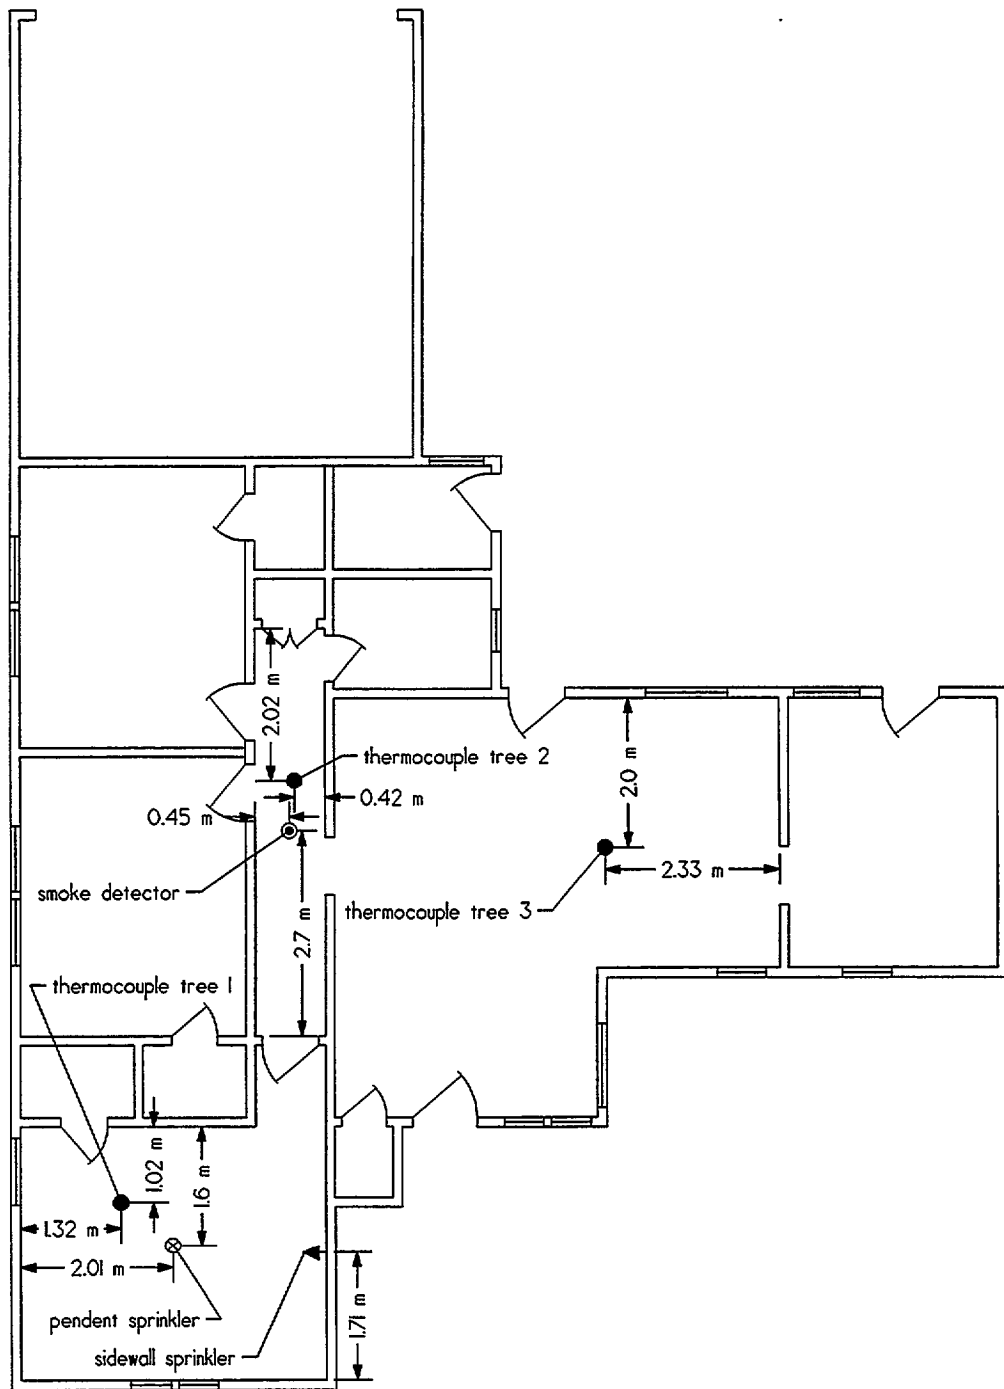 2.02 m
thermocouple tree 2
0.42 m
0.45 m
2.0 m
2.33 m
smoke detector
thermocouple tree 3
2.7 m
thermocouple tree 1
1.02 m
1.6 m
1.32 m
2.01 m
1.71 m
pendent sprinkler
sidewall sprinkler